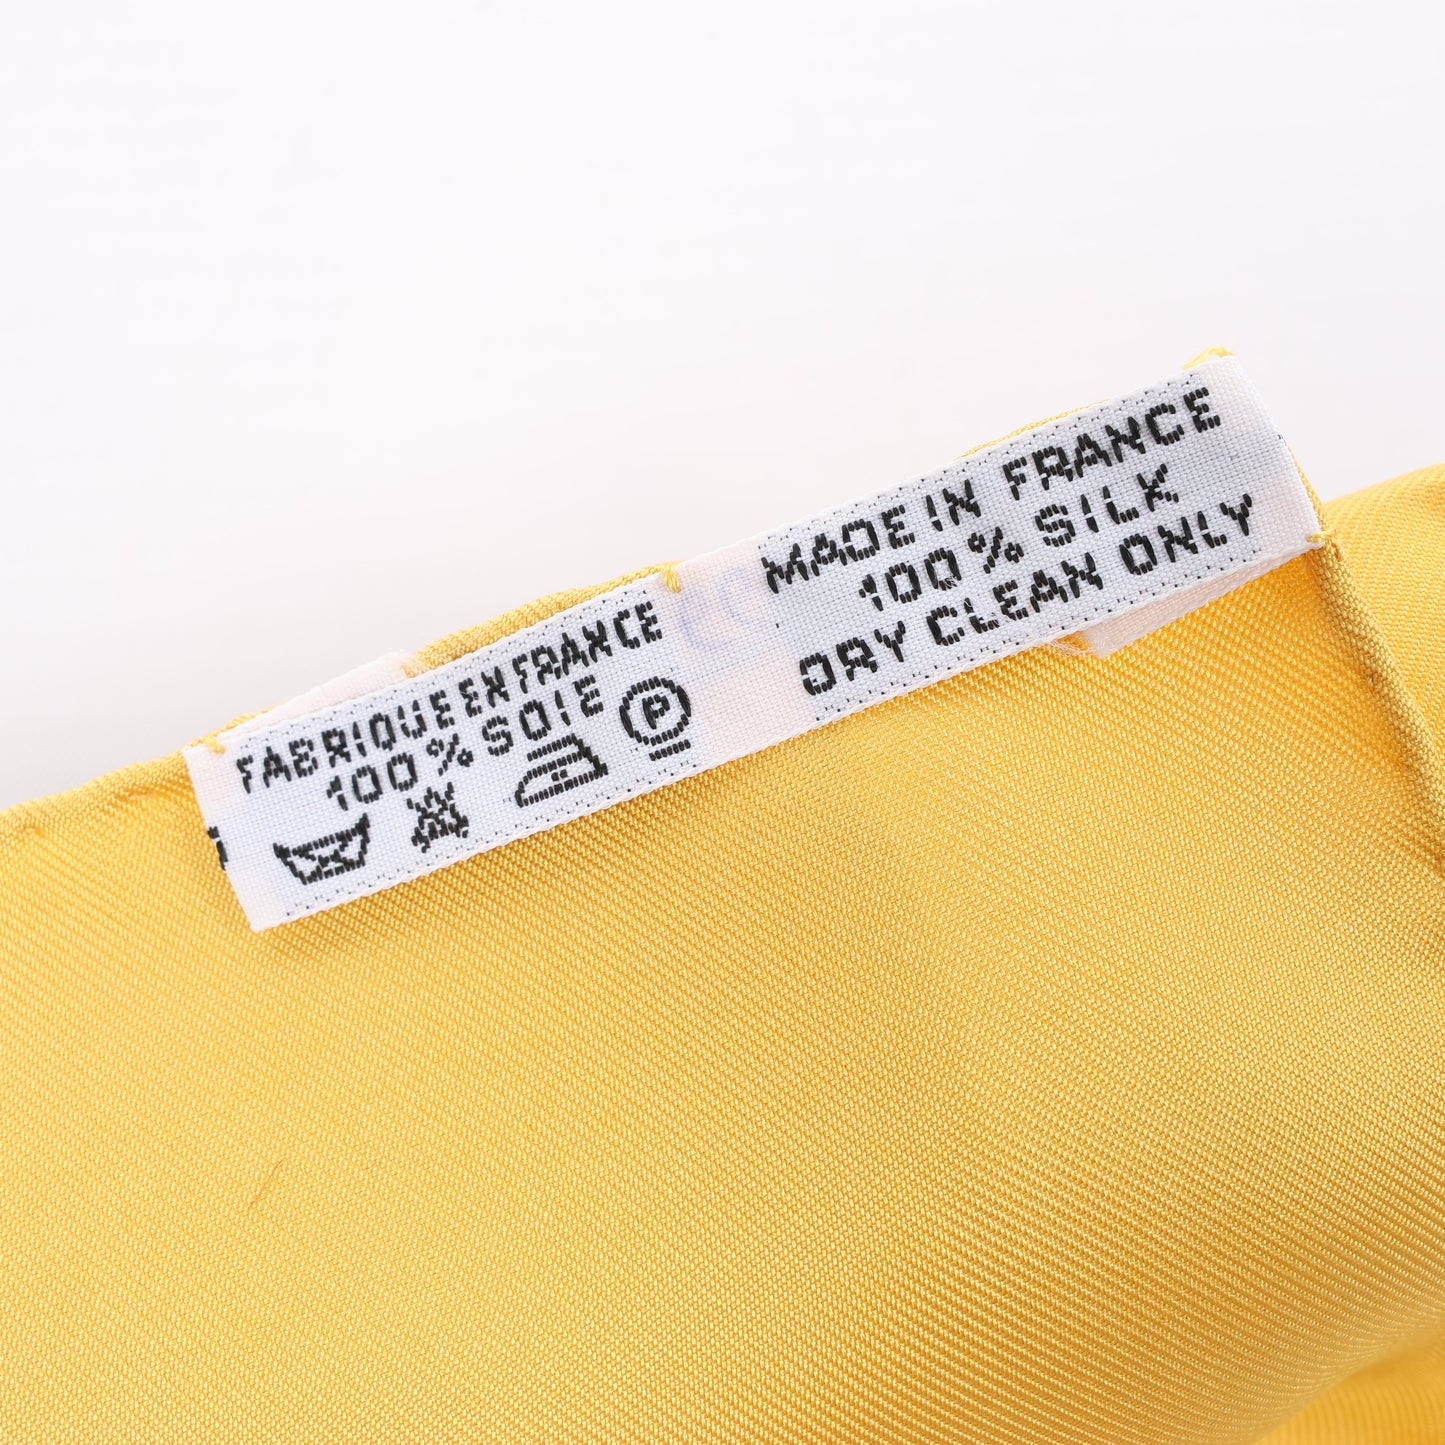 FABRIQUE EN FRANCE
100% SOIE
P
MADE IN FRANCE
100% SILK
DRY CLEAN ONLY